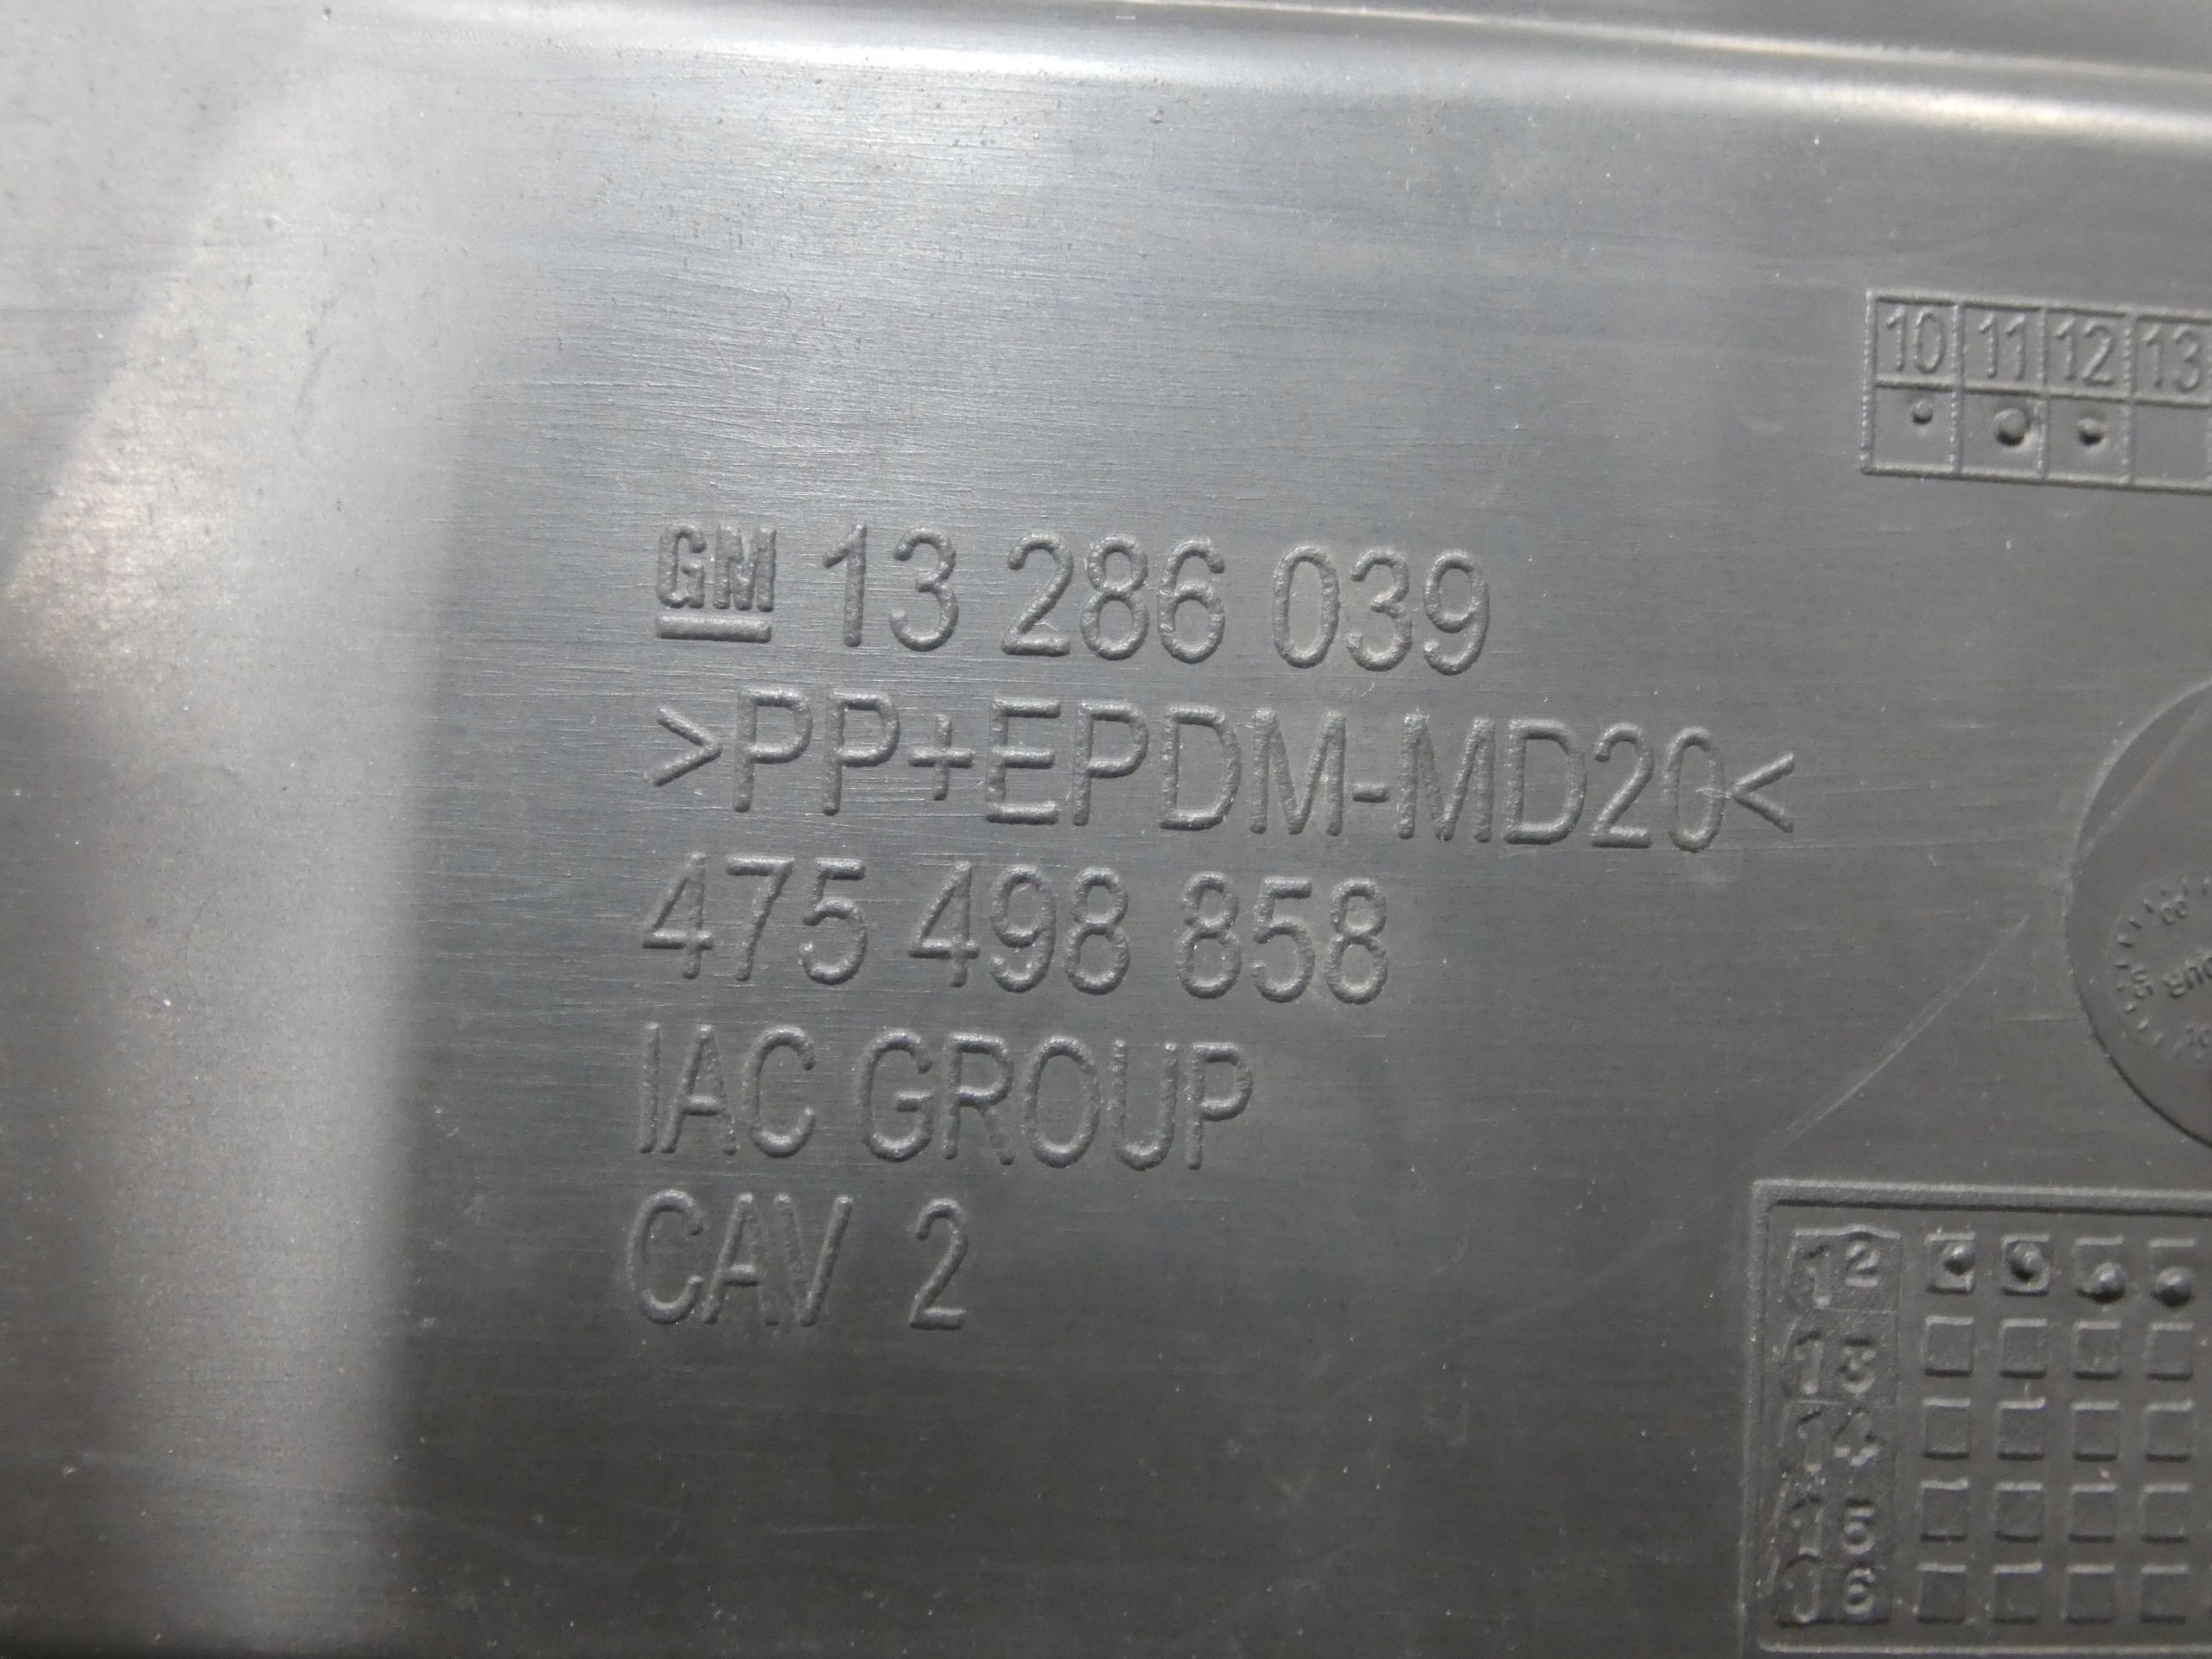 10 11 12 13
GM 13 286 039
>PP+EPDM-MD20<
475 498 858
IAC GROUP
CAV 2
12
13
14
15
16